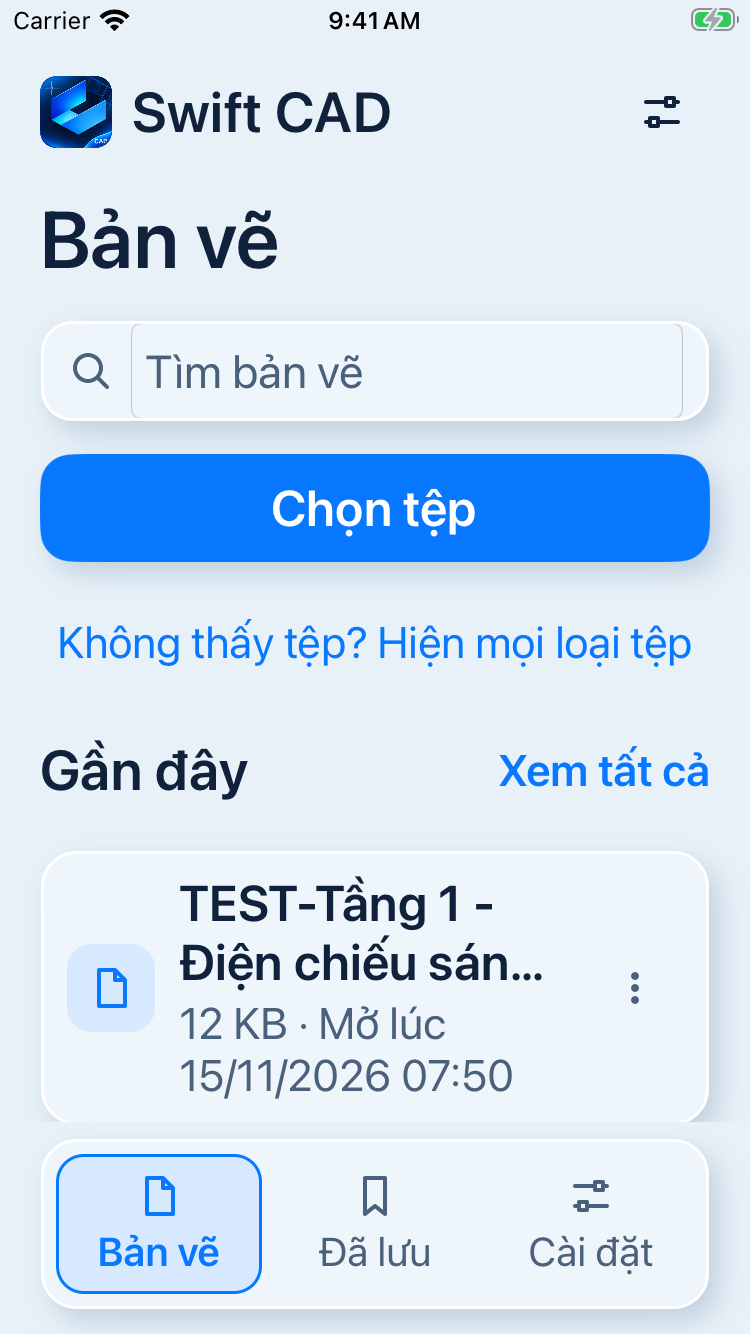 Carrier
9:41 AM
Swift CAD
Bản vẽ
Tìm bản vẽ
Chọn tệp
Không thấy tệp? Hiện mọi loại tệp
Gần đây
Xem tất cả
TEST-Tầng 1 -
Điện chiếu sán...
12 KB · Mở lúc
15/11/2026 07:50
Bản vẽ
Đã lưu
Cài đặt